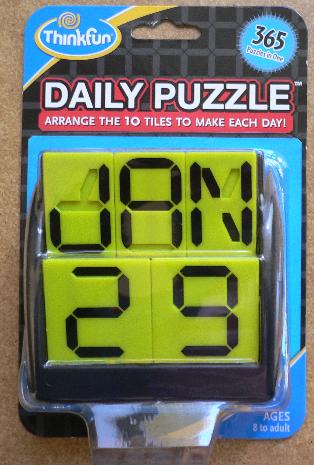 Thinkfun
365
Puzzles in One
DAILY PUZZLE™
ARRANGE THE 10 TILES TO MAKE EACH DAY!
JAN
29
AGES
8 to adult